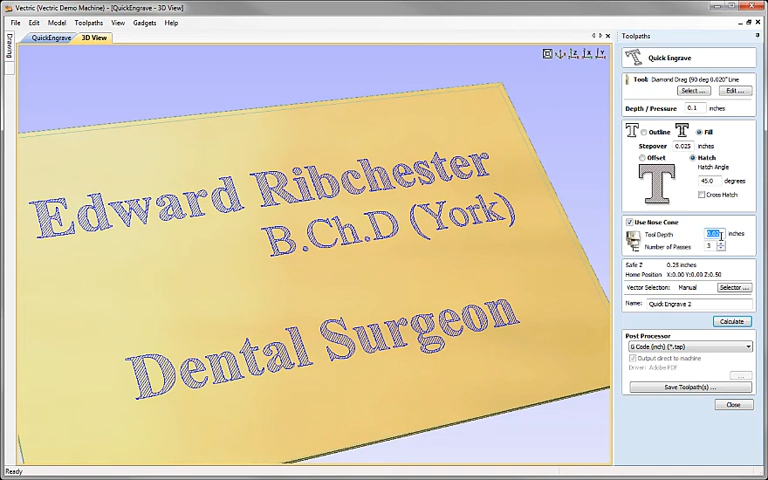 Vectric {Vectric Demo Machine} - [QuickEngrave - 3D View]
File Edit Model Toolpaths View Gadgets Help
Drawing
QuickEngrave 3D View
Edward Ribchester
B.Ch.D (York)
Dental Surgeon
Toolpaths
Quick Engrave
Tool: Diamond Drag (90 deg 0.020" Line
Select ... Edit ...
Depth / Pressure 0.1 inches
Outline Fill
Stepover 0.025 inches
Offset Hatch
Hatch Angle
45.0 degrees
Cross Hatch
Use Nose Cone
Tool Depth inches
Number of Passes 3
Safe Z 0.25 inches
Home Position X:0.00 Y:0.00 Z:0.50
Vector Selection: Manual Selector ...
Name: Quick Engrave 2
Calculate
Post Processor
G Code (inch) (*.tap)
Output direct to machine
Driver: Adobe PDF
...
Save Toolpath(s) ...
Close
Ready